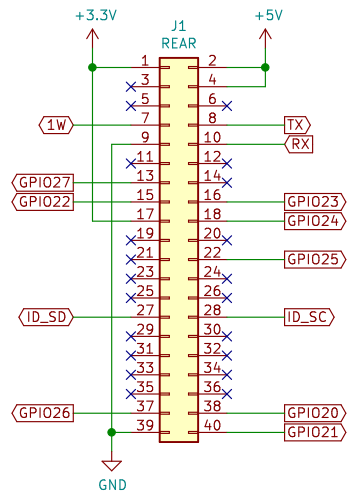 +3.3V
J1
REAR
+5V
1 2
3 4
5 6
1W 7 8 TX
9 10 RX
11 12
GPIO27 13 14
GPIO22 15 16 GPIO23
17 18 GPIO24
19 20
21 22 GPIO25
23 24
25 26
ID_SD 27 28 ID_SC
29 30
31 32
33 34
35 36
GPIO26 37 38 GPIO20
39 40 GPIO21
GND